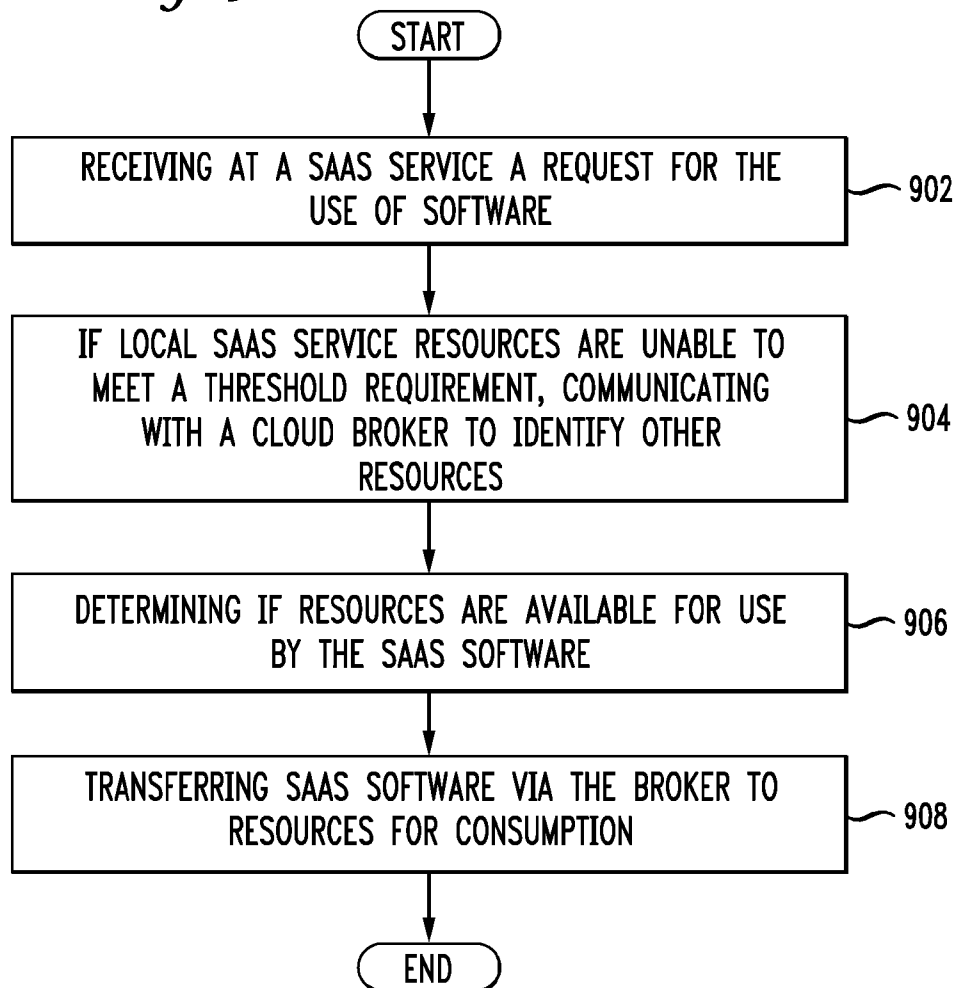 START
RECEIVING AT A SAAS SERVICE A REQUEST FOR THE
USE OF SOFTWARE
902
IF LOCAL SAAS SERVICE RESOURCES ARE UNABLE TO
MEET A THRESHOLD REQUIREMENT, COMMUNICATING
WITH A CLOUD BROKER TO IDENTIFY OTHER
RESOURCES
904
DETERMINING IF RESOURCES ARE AVAILABLE FOR USE
BY THE SAAS SOFTWARE
906
TRANSFERRING SAAS SOFTWARE VIA THE BROKER TO
RESOURCES FOR CONSUMPTION
908
END